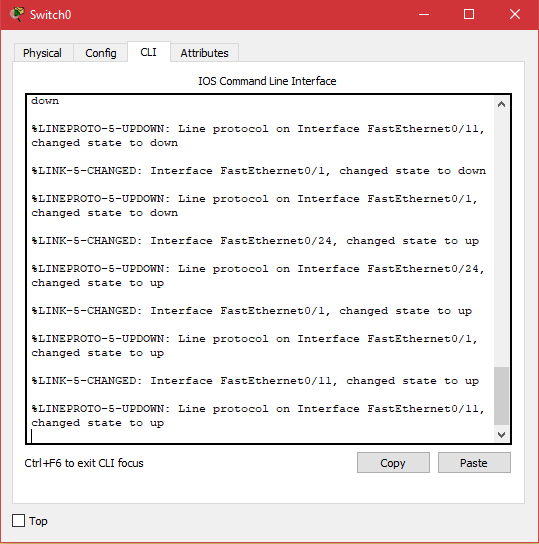 Switch0
Physical Config CLI Attributes
IOS Command Line Interface
down
%LINEPROTO-5-UPDOWN: Line protocol on Interface FastEthernet0/11,
changed state to down
%LINK-5-CHANGED: Interface FastEthernet0/1, changed state to down
%LINEPROTO-5-UPDOWN: Line protocol on Interface FastEthernet0/1,
changed state to down
%LINK-5-CHANGED: Interface FastEthernet0/24, changed state to up
%LINEPROTO-5-UPDOWN: Line protocol on Interface FastEthernet0/24,
changed state to up
%LINK-5-CHANGED: Interface FastEthernet0/1, changed state to up
%LINEPROTO-5-UPDOWN: Line protocol on Interface FastEthernet0/1,
changed state to up
%LINK-5-CHANGED: Interface FastEthernet0/11, changed state to up
%LINEPROTO-5-UPDOWN: Line protocol on Interface FastEthernet0/11,
changed state to up
Ctrl+F6 to exit CLI focus Copy Paste
Top